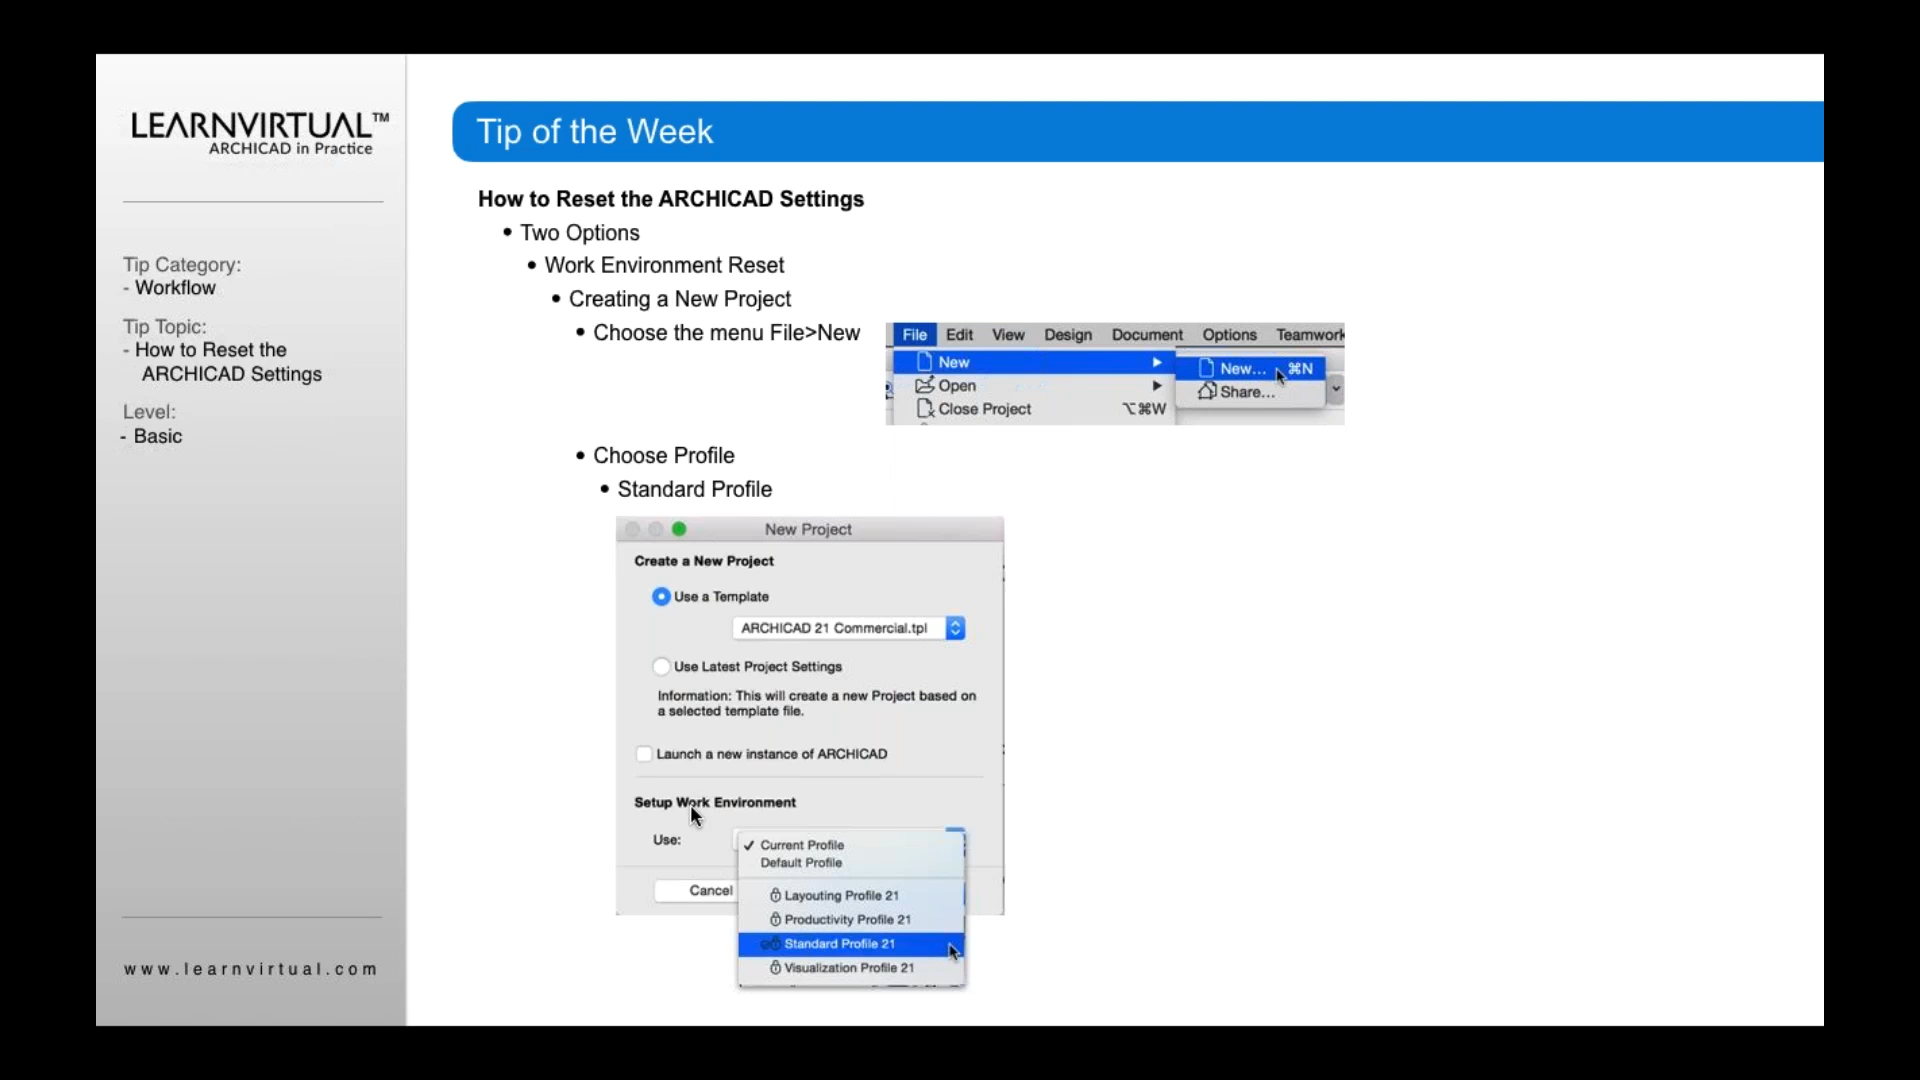 LEARNVIRTUAL™
ARCHICAD in Practice
Tip Category:
- Workflow
Tip Topic:
- How to Reset the
ARCHICAD Settings
Level:
- Basic
www.learnvirtual.com
Tip of the Week
How to Reset the ARCHICAD Settings
• Two Options
• Work Environment Reset
• Creating a New Project
• Choose the menu File>New
File Edit View Design Document Options Teamwork
New
New... ⌘N
Open
Share...
Close Project ⌥⌘W
• Choose Profile
• Standard Profile
New Project
Create a New Project
Use a Template
ARCHICAD 21 Commercial.tpl
Use Latest Project Settings
Information: This will create a new Project based on
a selected template file.
Launch a new instance of ARCHICAD
Setup Work Environment
Use:
✓ Current Profile
Default Profile
Cancel
Layouting Profile 21
Productivity Profile 21
Standard Profile 21
Visualization Profile 21